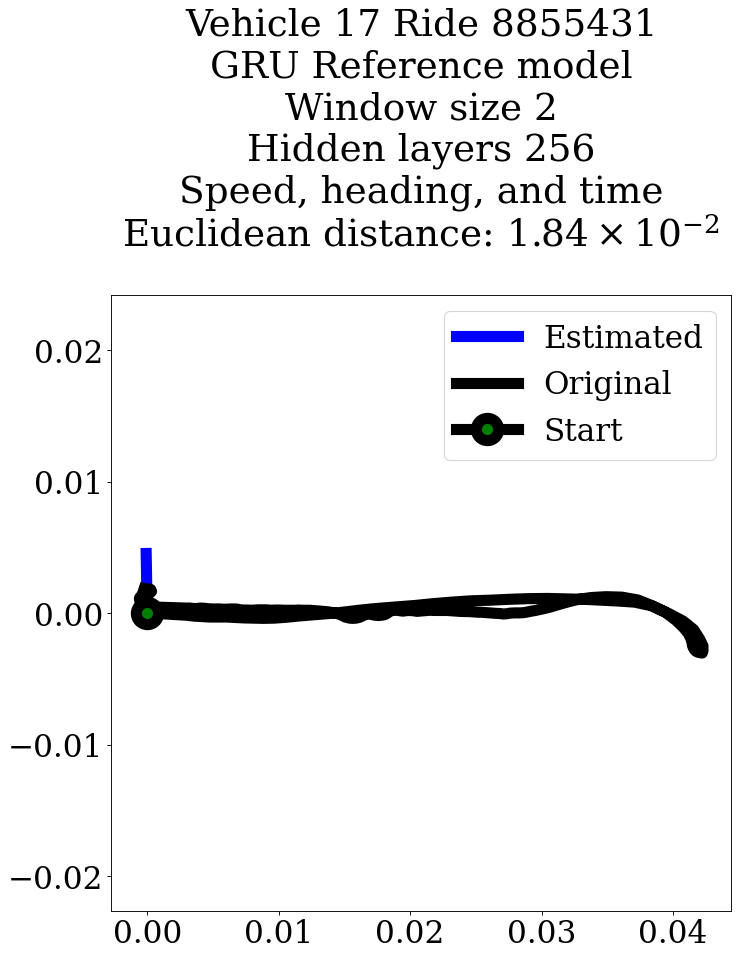 Vehicle 17 Ride 8855431
GRU Reference model
Window size 2
Hidden layers 256
Speed, heading, and time
Euclidean distance: 1.84 × 10⁻²
Estimated
Original
Start
0.02
0.01
0.00
−0.01
−0.02
0.00 0.01 0.02 0.03 0.04